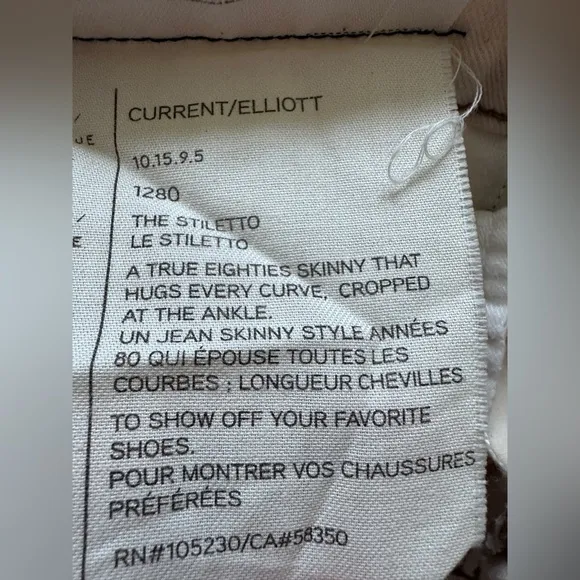 CURRENT/ELLIOTT
10.15.9.5
1280
THE STILETTO
LE STILETTO
A TRUE EIGHTIES SKINNY THAT
HUGS EVERY CURVE, CROPPED
AT THE ANKLE.
UN JEAN SKINNY STYLE ANNÉES
80 QUI ÉPOUSE TOUTES LES
COURBES ; LONGUEUR CHEVILLES
TO SHOW OFF YOUR FAVORITE
SHOES.
POUR MONTRER VOS CHAUSSURES
PRÉFÉRÉES
RN#105230/CA#58350